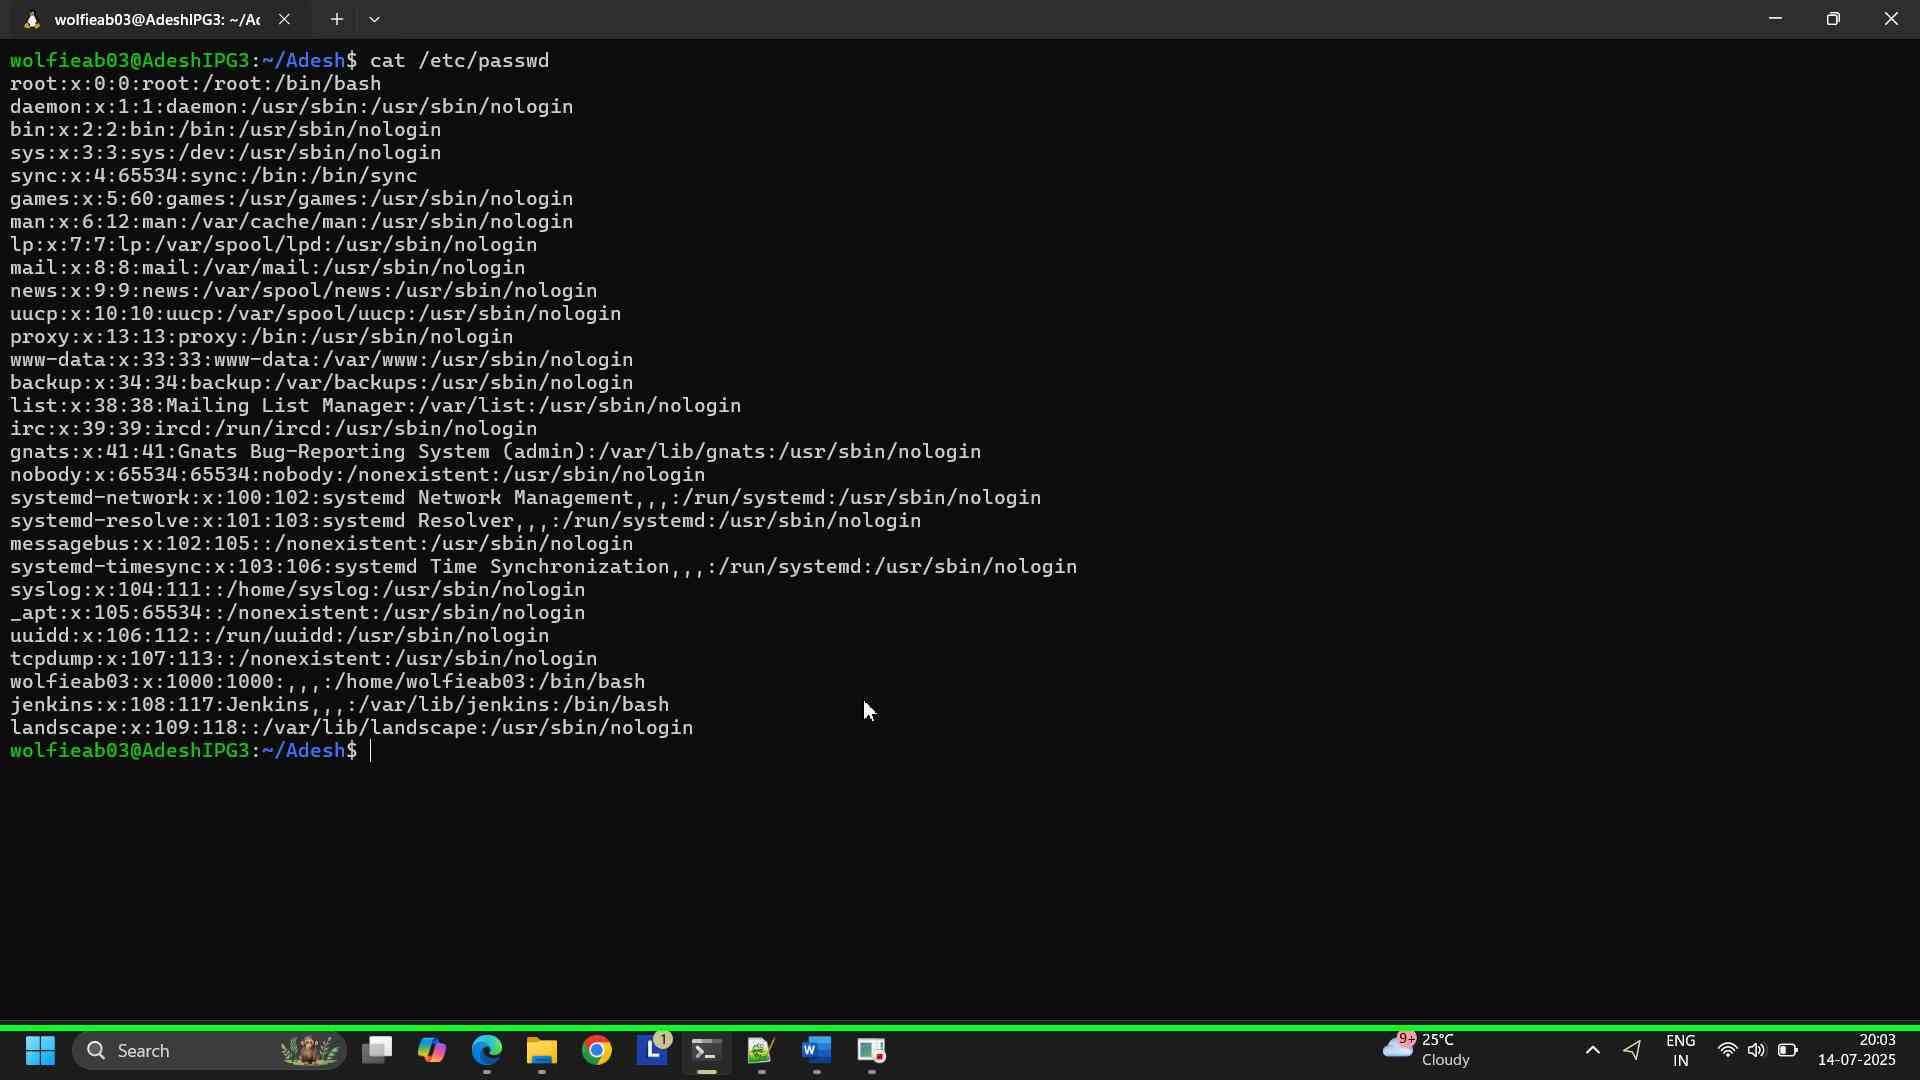 wolfieab03@AdeshIPG3: ~/Ad
wolfieab03@AdeshIPG3:~/Adesh$ cat /etc/passwd
root:x:0:0:root:/root:/bin/bash
daemon:x:1:1:daemon:/usr/sbin:/usr/sbin/nologin
bin:x:2:2:bin:/bin:/usr/sbin/nologin
sys:x:3:3:sys:/dev:/usr/sbin/nologin
sync:x:4:65534:sync:/bin:/bin/sync
games:x:5:60:games:/usr/games:/usr/sbin/nologin
man:x:6:12:man:/var/cache/man:/usr/sbin/nologin
lp:x:7:7:lp:/var/spool/lpd:/usr/sbin/nologin
mail:x:8:8:mail:/var/mail:/usr/sbin/nologin
news:x:9:9:news:/var/spool/news:/usr/sbin/nologin
uucp:x:10:10:uucp:/var/spool/uucp:/usr/sbin/nologin
proxy:x:13:13:proxy:/bin:/usr/sbin/nologin
www-data:x:33:33:www-data:/var/www:/usr/sbin/nologin
backup:x:34:34:backup:/var/backups:/usr/sbin/nologin
list:x:38:38:Mailing List Manager:/var/list:/usr/sbin/nologin
irc:x:39:39:ircd:/run/ircd:/usr/sbin/nologin
gnats:x:41:41:Gnats Bug-Reporting System (admin):/var/lib/gnats:/usr/sbin/nologin
nobody:x:65534:65534:nobody:/nonexistent:/usr/sbin/nologin
systemd-network:x:100:102:systemd Network Management,,,:/run/systemd:/usr/sbin/nologin
systemd-resolve:x:101:103:systemd Resolver,,,:/run/systemd:/usr/sbin/nologin
messagebus:x:102:105::/nonexistent:/usr/sbin/nologin
systemd-timesync:x:103:106:systemd Time Synchronization,,,:/run/systemd:/usr/sbin/nologin
syslog:x:104:111::/home/syslog:/usr/sbin/nologin
_apt:x:105:65534::/nonexistent:/usr/sbin/nologin
uuidd:x:106:112::/run/uuidd:/usr/sbin/nologin
tcpdump:x:107:113::/nonexistent:/usr/sbin/nologin
wolfieab03:x:1000:1000:,,,:/home/wolfieab03:/bin/bash
jenkins:x:108:117:Jenkins,,,:/var/lib/jenkins:/bin/bash
landscape:x:109:118::/var/lib/landscape:/usr/sbin/nologin
wolfieab03@AdeshIPG3:~/Adesh$
Search
L 1
W
9+ 25°C
Cloudy
ENG
IN
20:03
14-07-2025